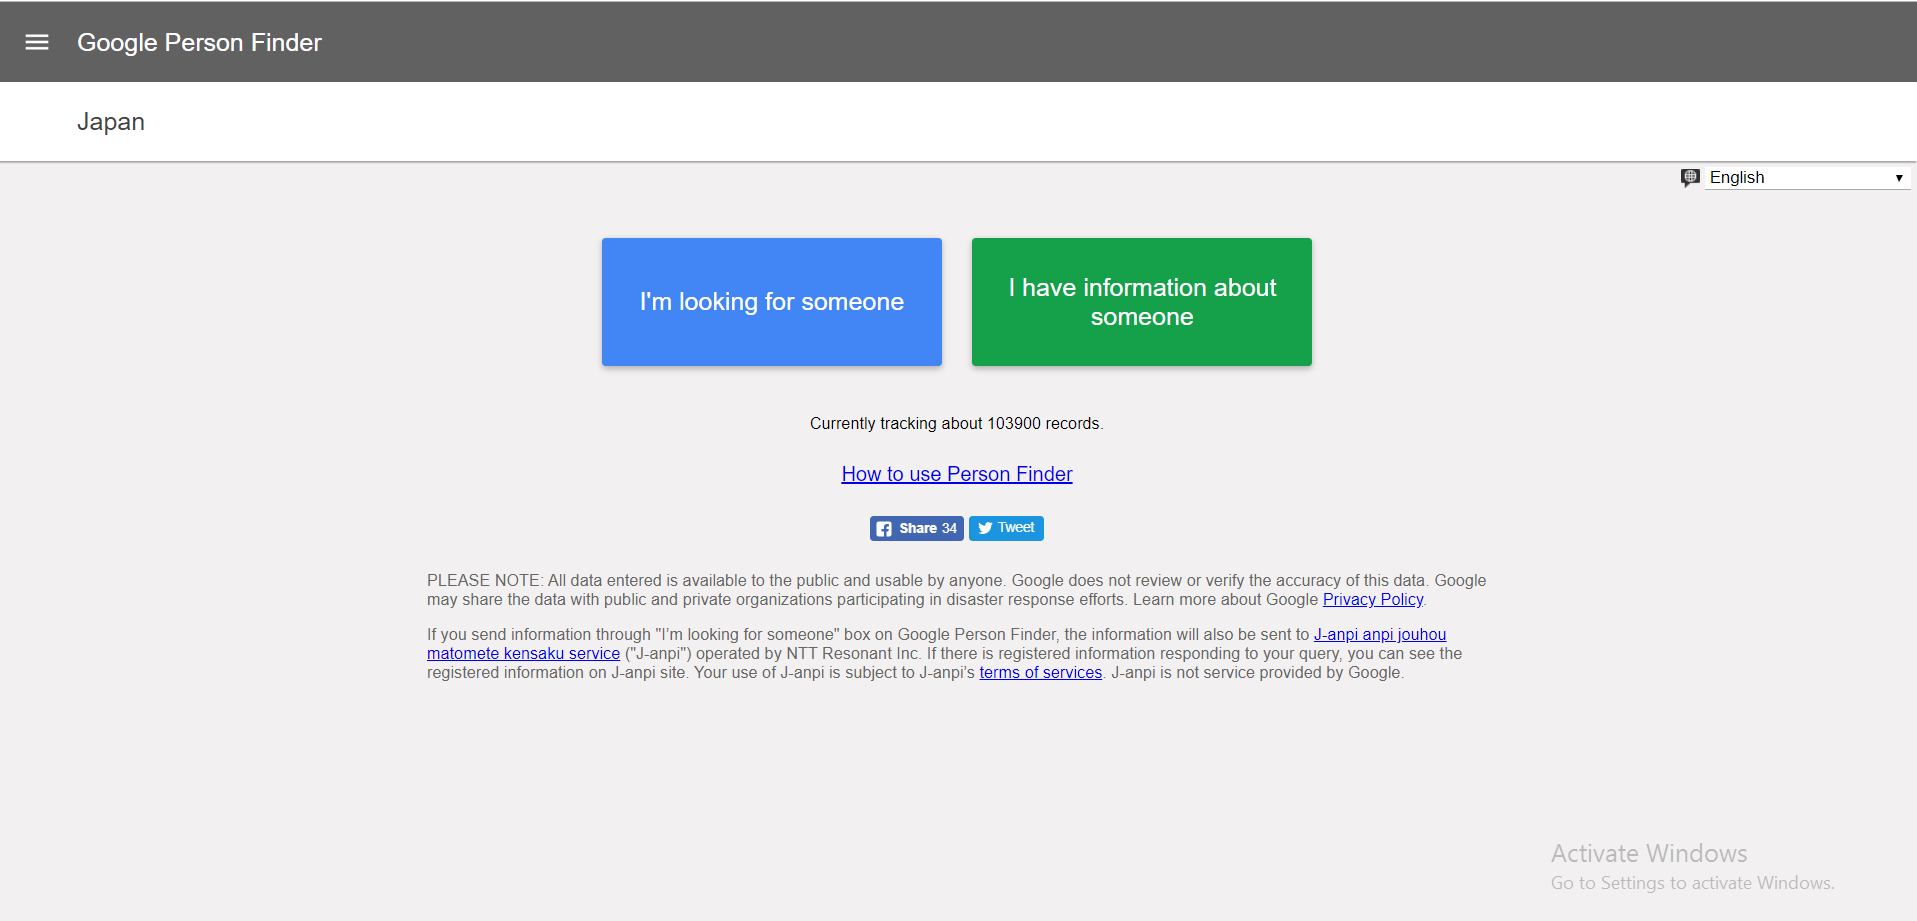 Google Person Finder
Japan
English
I'm looking for someone
I have information about
someone
Currently tracking about 103900 records.
How to use Person Finder
Share 34
Tweet
PLEASE NOTE: All data entered is available to the public and usable by anyone. Google does not review or verify the accuracy of this data. Google
may share the data with public and private organizations participating in disaster response efforts. Learn more about Google Privacy Policy.
If you send information through "I'm looking for someone" box on Google Person Finder, the information will also be sent to J-anpi anpi jouhou
matomete kensaku service ("J-anpi") operated by NTT Resonant Inc. If there is registered information responding to your query, you can see the
registered information on J-anpi site. Your use of J-anpi is subject to J-anpi's terms of services. J-anpi is not service provided by Google.
Activate Windows
Go to Settings to activate Windows.